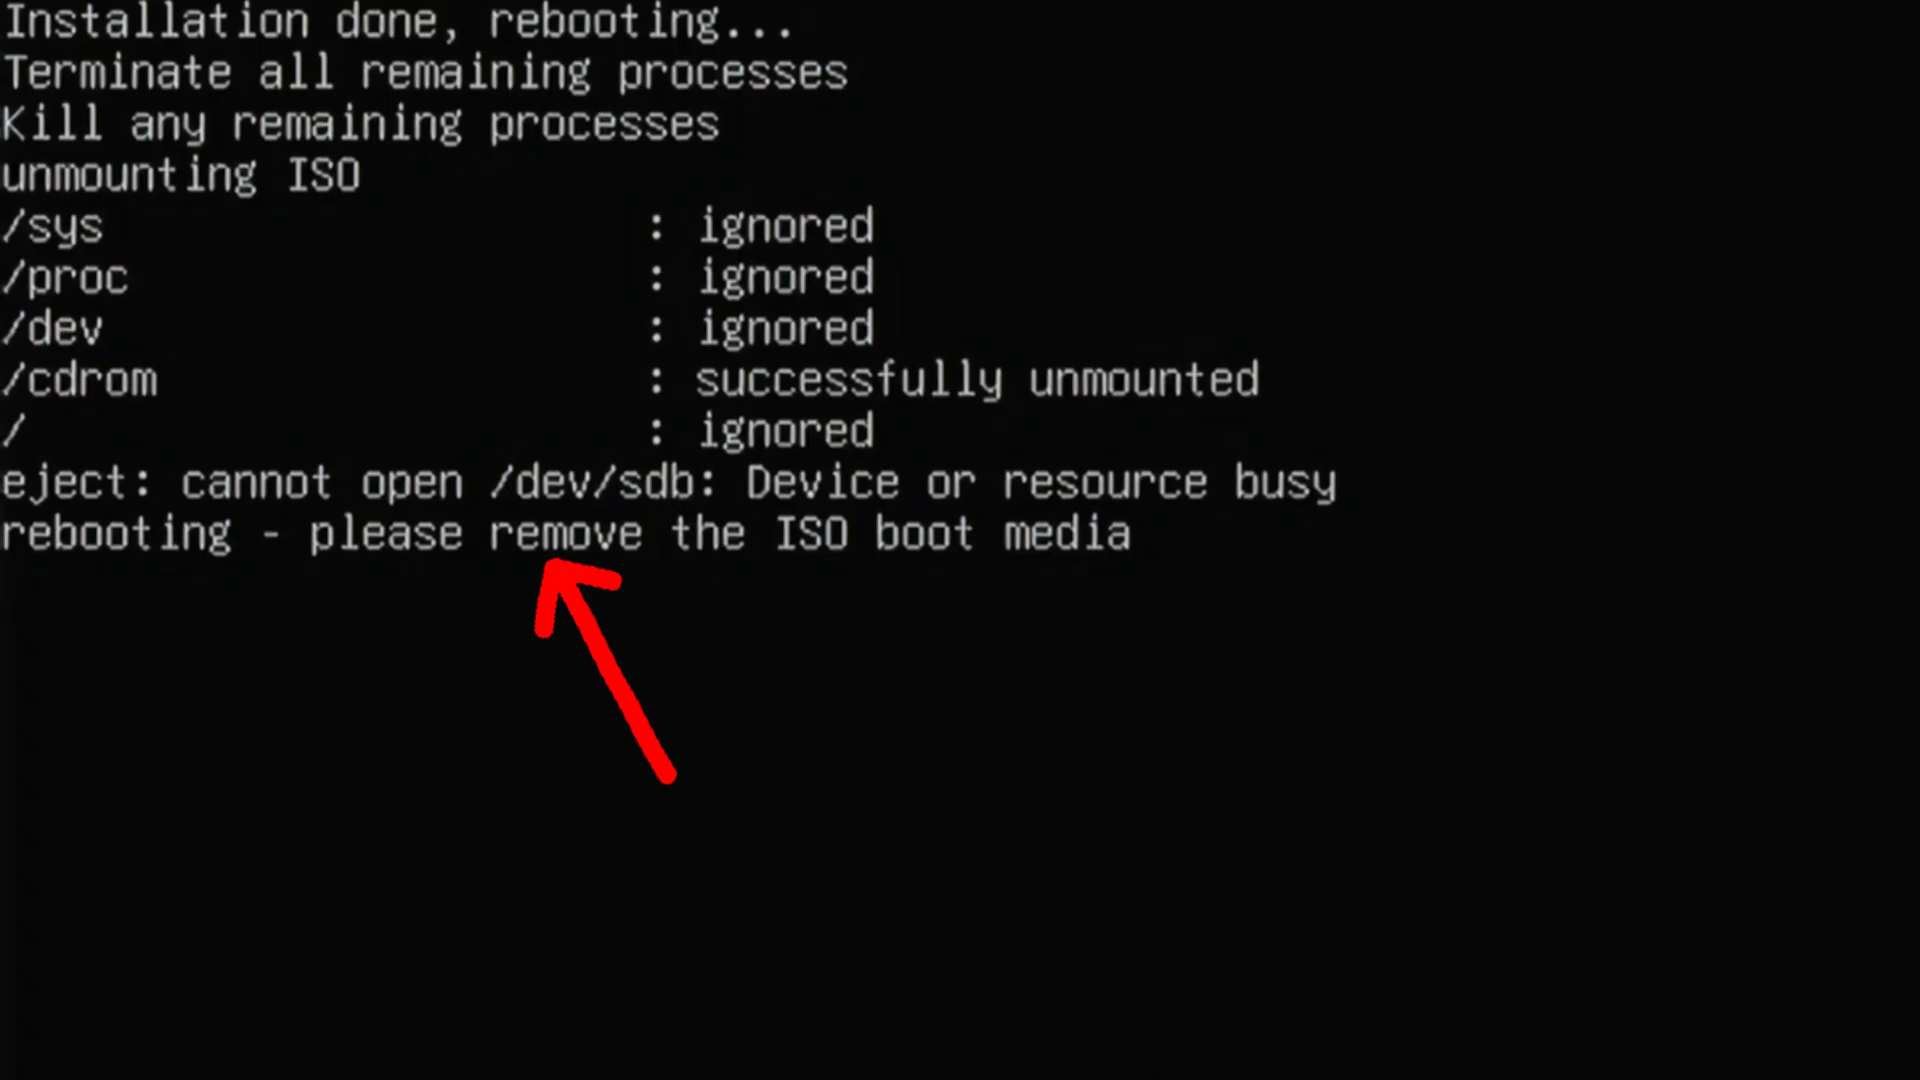 Installation done, rebooting...
Terminate all remaining processes
Kill any remaining processes
unmounting ISO
/sys : ignored
/proc : ignored
/dev : ignored
/cdrom : successfully unmounted
/ : ignored
eject: cannot open /dev/sdb: Device or resource busy
rebooting - please remove the ISO boot media